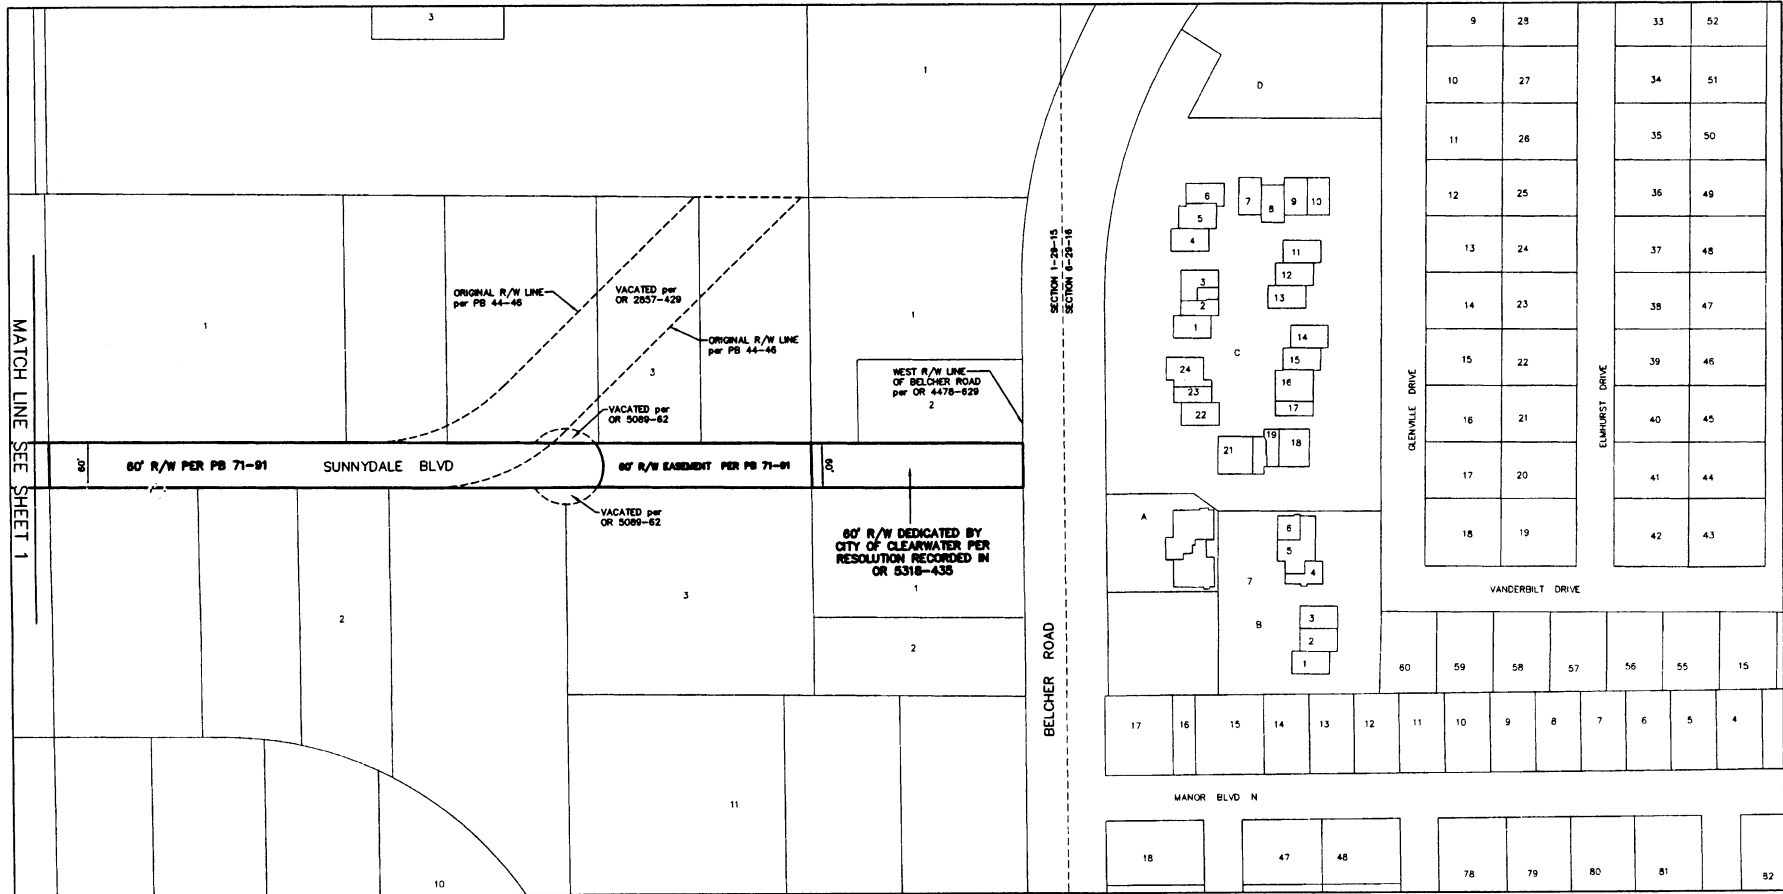 3
1
D
9 28
33 52
10 27
34 51
11 26
35 50
12 25
36 49
13 24
37 48
14 23
38 47
15 22
39 46
16 21
40 45
17 20
41 44
18 19
42 43
6
5
4
7
8
9
10
11
12
13
3
2
1
14
15
16
17
C
24
23
22
21
19
18
SECTION 1-29-15
SECTION 6-29-16
GLENVILLE DRIVE
ELMHURST DRIVE
ORIGINAL R/W LINE
per PB 44-46
VACATED per
OR 2857-429
ORIGINAL R/W LINE
per PB 44-46
1
3
1
WEST R/W LINE
OF BELCHER ROAD
per OR 4478-629
2
VACATED per
OR 5089-62
MATCH LINE SEE SHEET 1
60'
60' R/W PER PB 71-91
SUNNYDALE BLVD
60' R/W EASEMENT PER PB 71-91
60'
VACATED per
OR 5089-62
60' R/W DEDICATED BY
CITY OF CLEARWATER PER
RESOLUTION RECORDED IN
OR 5318-435
1
2
3
2
A
6
5
4
7
B
3
2
1
VANDERBILT DRIVE
BELCHER ROAD
60 59 58 57 56 55 15
17 16 15 14 13 12 11 10 9 8 7 6 5 4
MANOR BLVD N
11
10
18
47 48
78 79 80 81 82